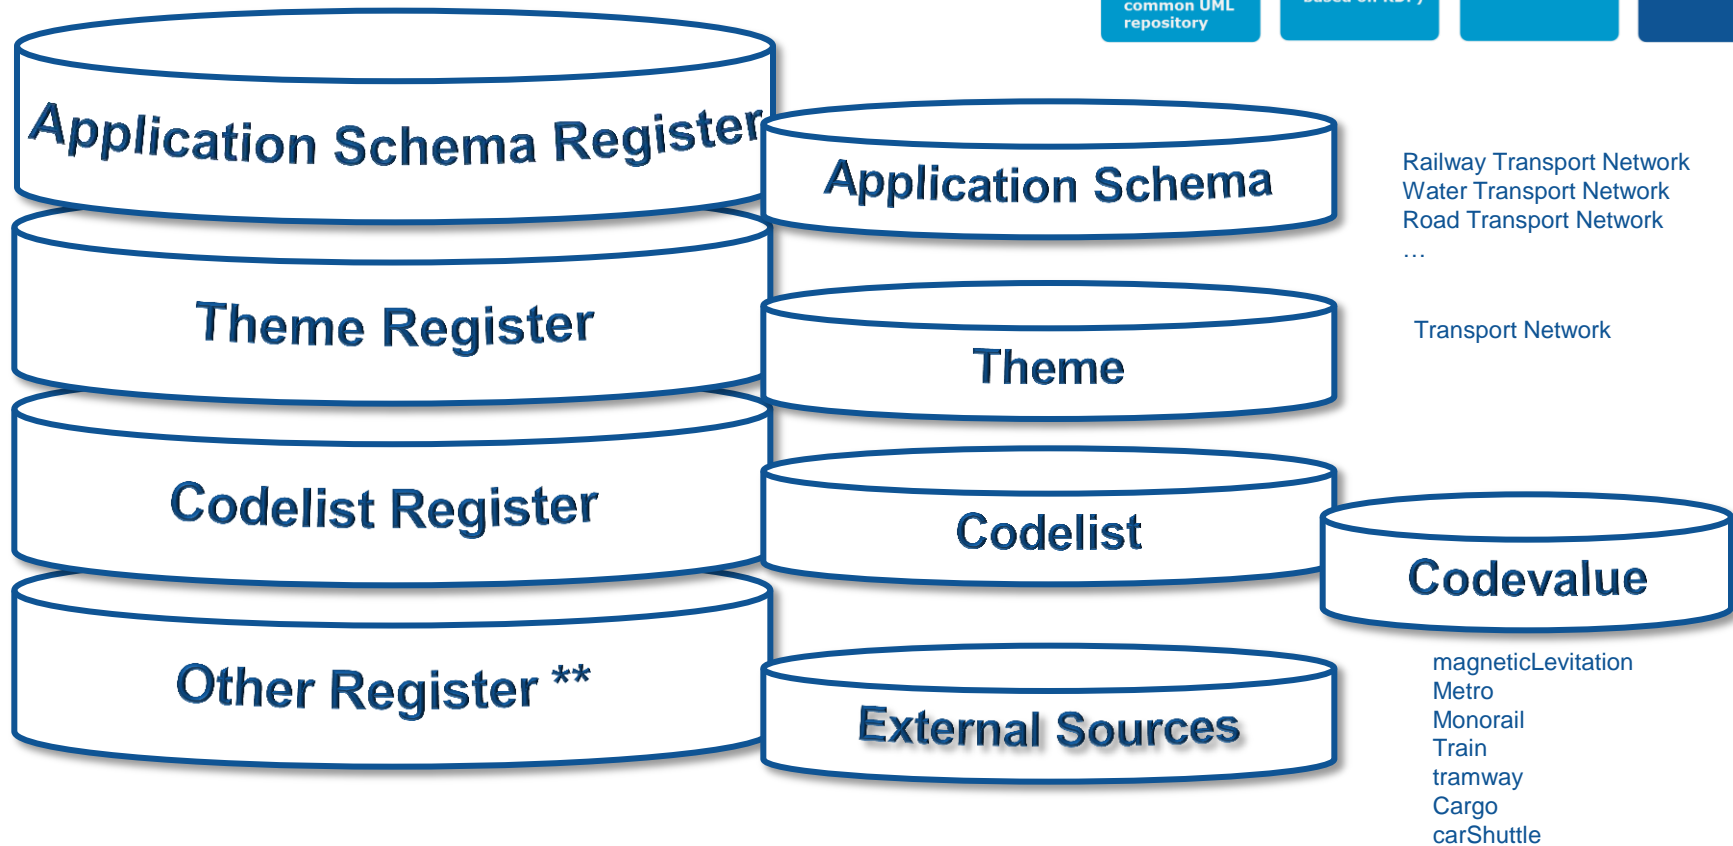 common UML
repository
Application Schema Register
Application Schema
Railway Transport Network
Water Transport Network
Road Transport Network
…
Theme Register
Theme
Transport Network
Codelist Register
Codelist
Codevalue
Other Register **
External Sources
magneticLevitation
Metro
Monorail
Train
tramway
Cargo
carShuttle